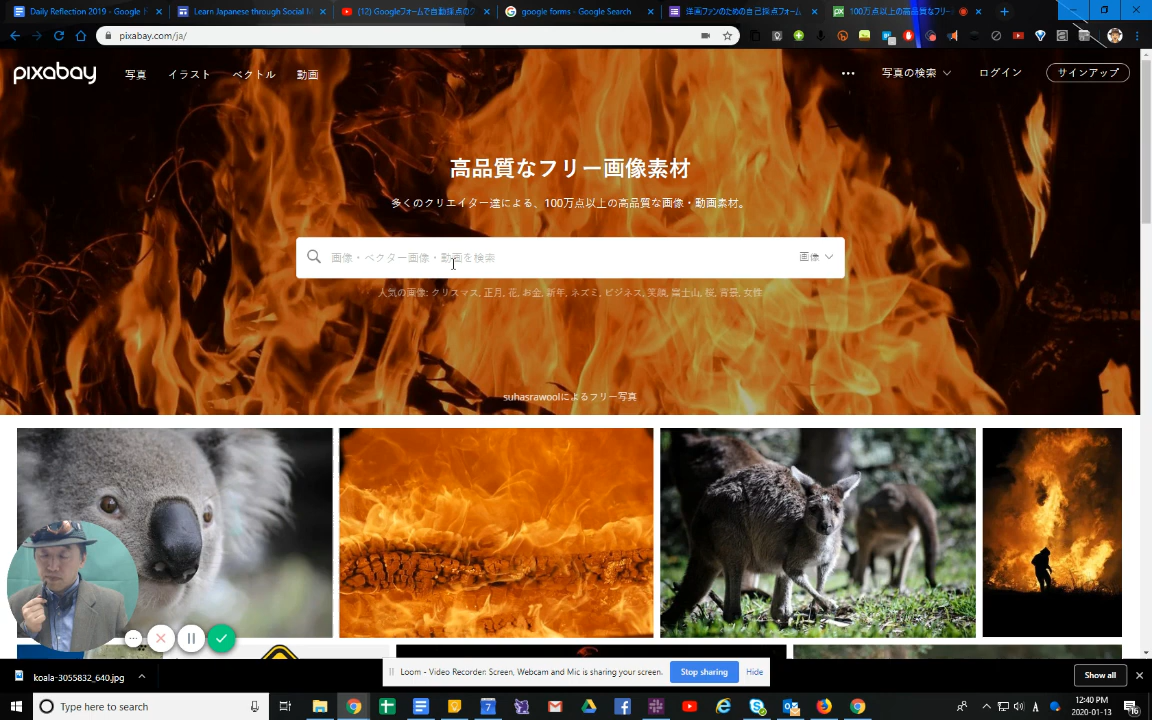 Daily Reflection 2019 - Google
Learn Japanese through Social M
(12) Googleフォームで自動採点の
google forms - Google Search
洋画ファンのための自己採点フォーム
100万点以上の高品質なフリー
pixabay.com/ja/
pixabay
写真
イラスト
ベクトル
動画
写真の検索
ログイン
サインアップ
高品質なフリー画像素材
多くのクリエイター達による、100万点以上の高品質な画像・動画素材。
画像・ベクター画像・動画を検索
画像
人気の画像: クリスマス, 正月, 花, お金, 新年, ネズミ, ビジネス, 笑顔, 富士山, 桜, 背景, 女性
suhasrawoolによるフリー写真
Loom - Video Recorder: Screen, Webcam and Mic is sharing your screen.
Stop sharing
Hide
koala-3055832_640.jpg
Show all
Type here to search
12:40 PM
2020-01-13